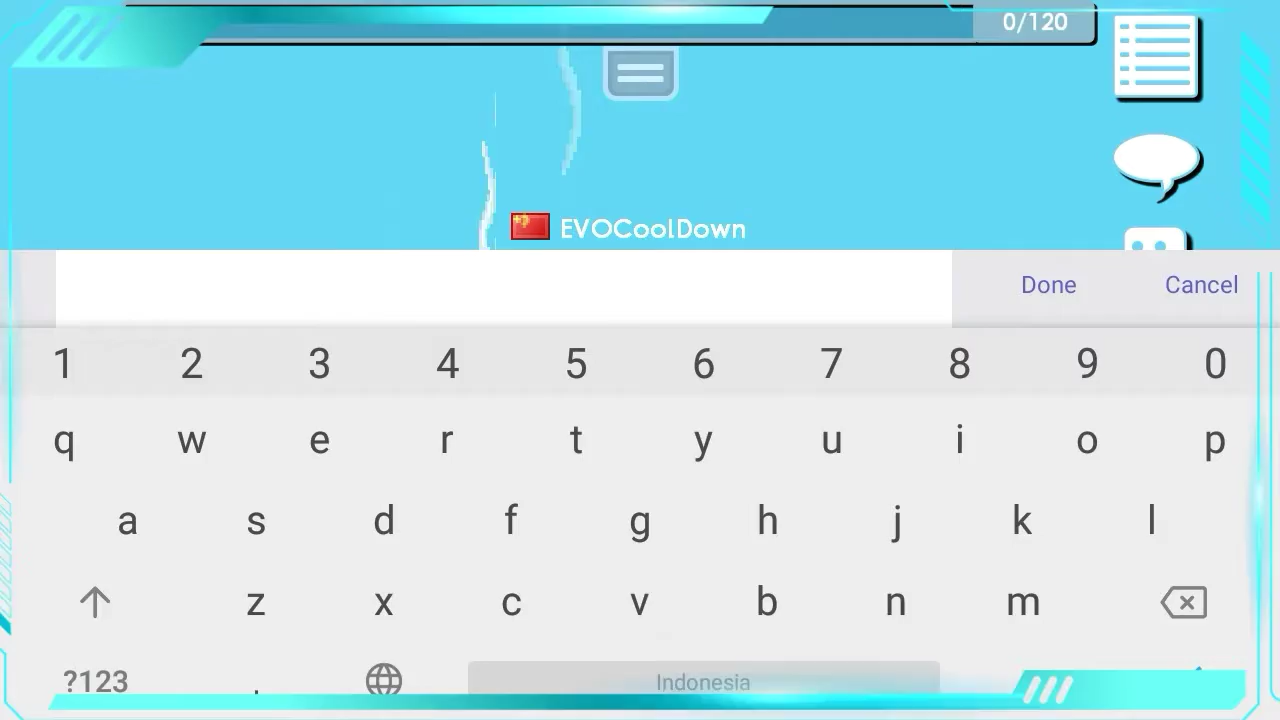 0/120
EVOCoolDown
Done Cancel
1 2 3 4 5 6 7 8 9 0
q w e r t y u i o p
a s d f g h j k l
z x c v b n m
?123 , Indonesia